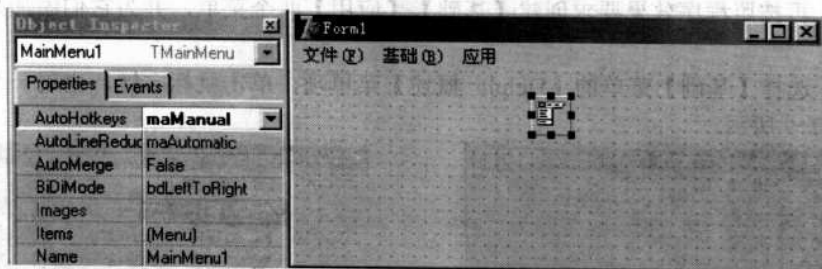 Object Inspector
MainMenu1 TMainMenu
Properties Events
AutoHotkeys maManual
AutoLineReduc maAutomatic
AutoMerge False
BiDiMode bdLeftToRight
Images
Items (Menu)
Name MainMenu1
7 Form1
文件(F) 基础(B) 应用